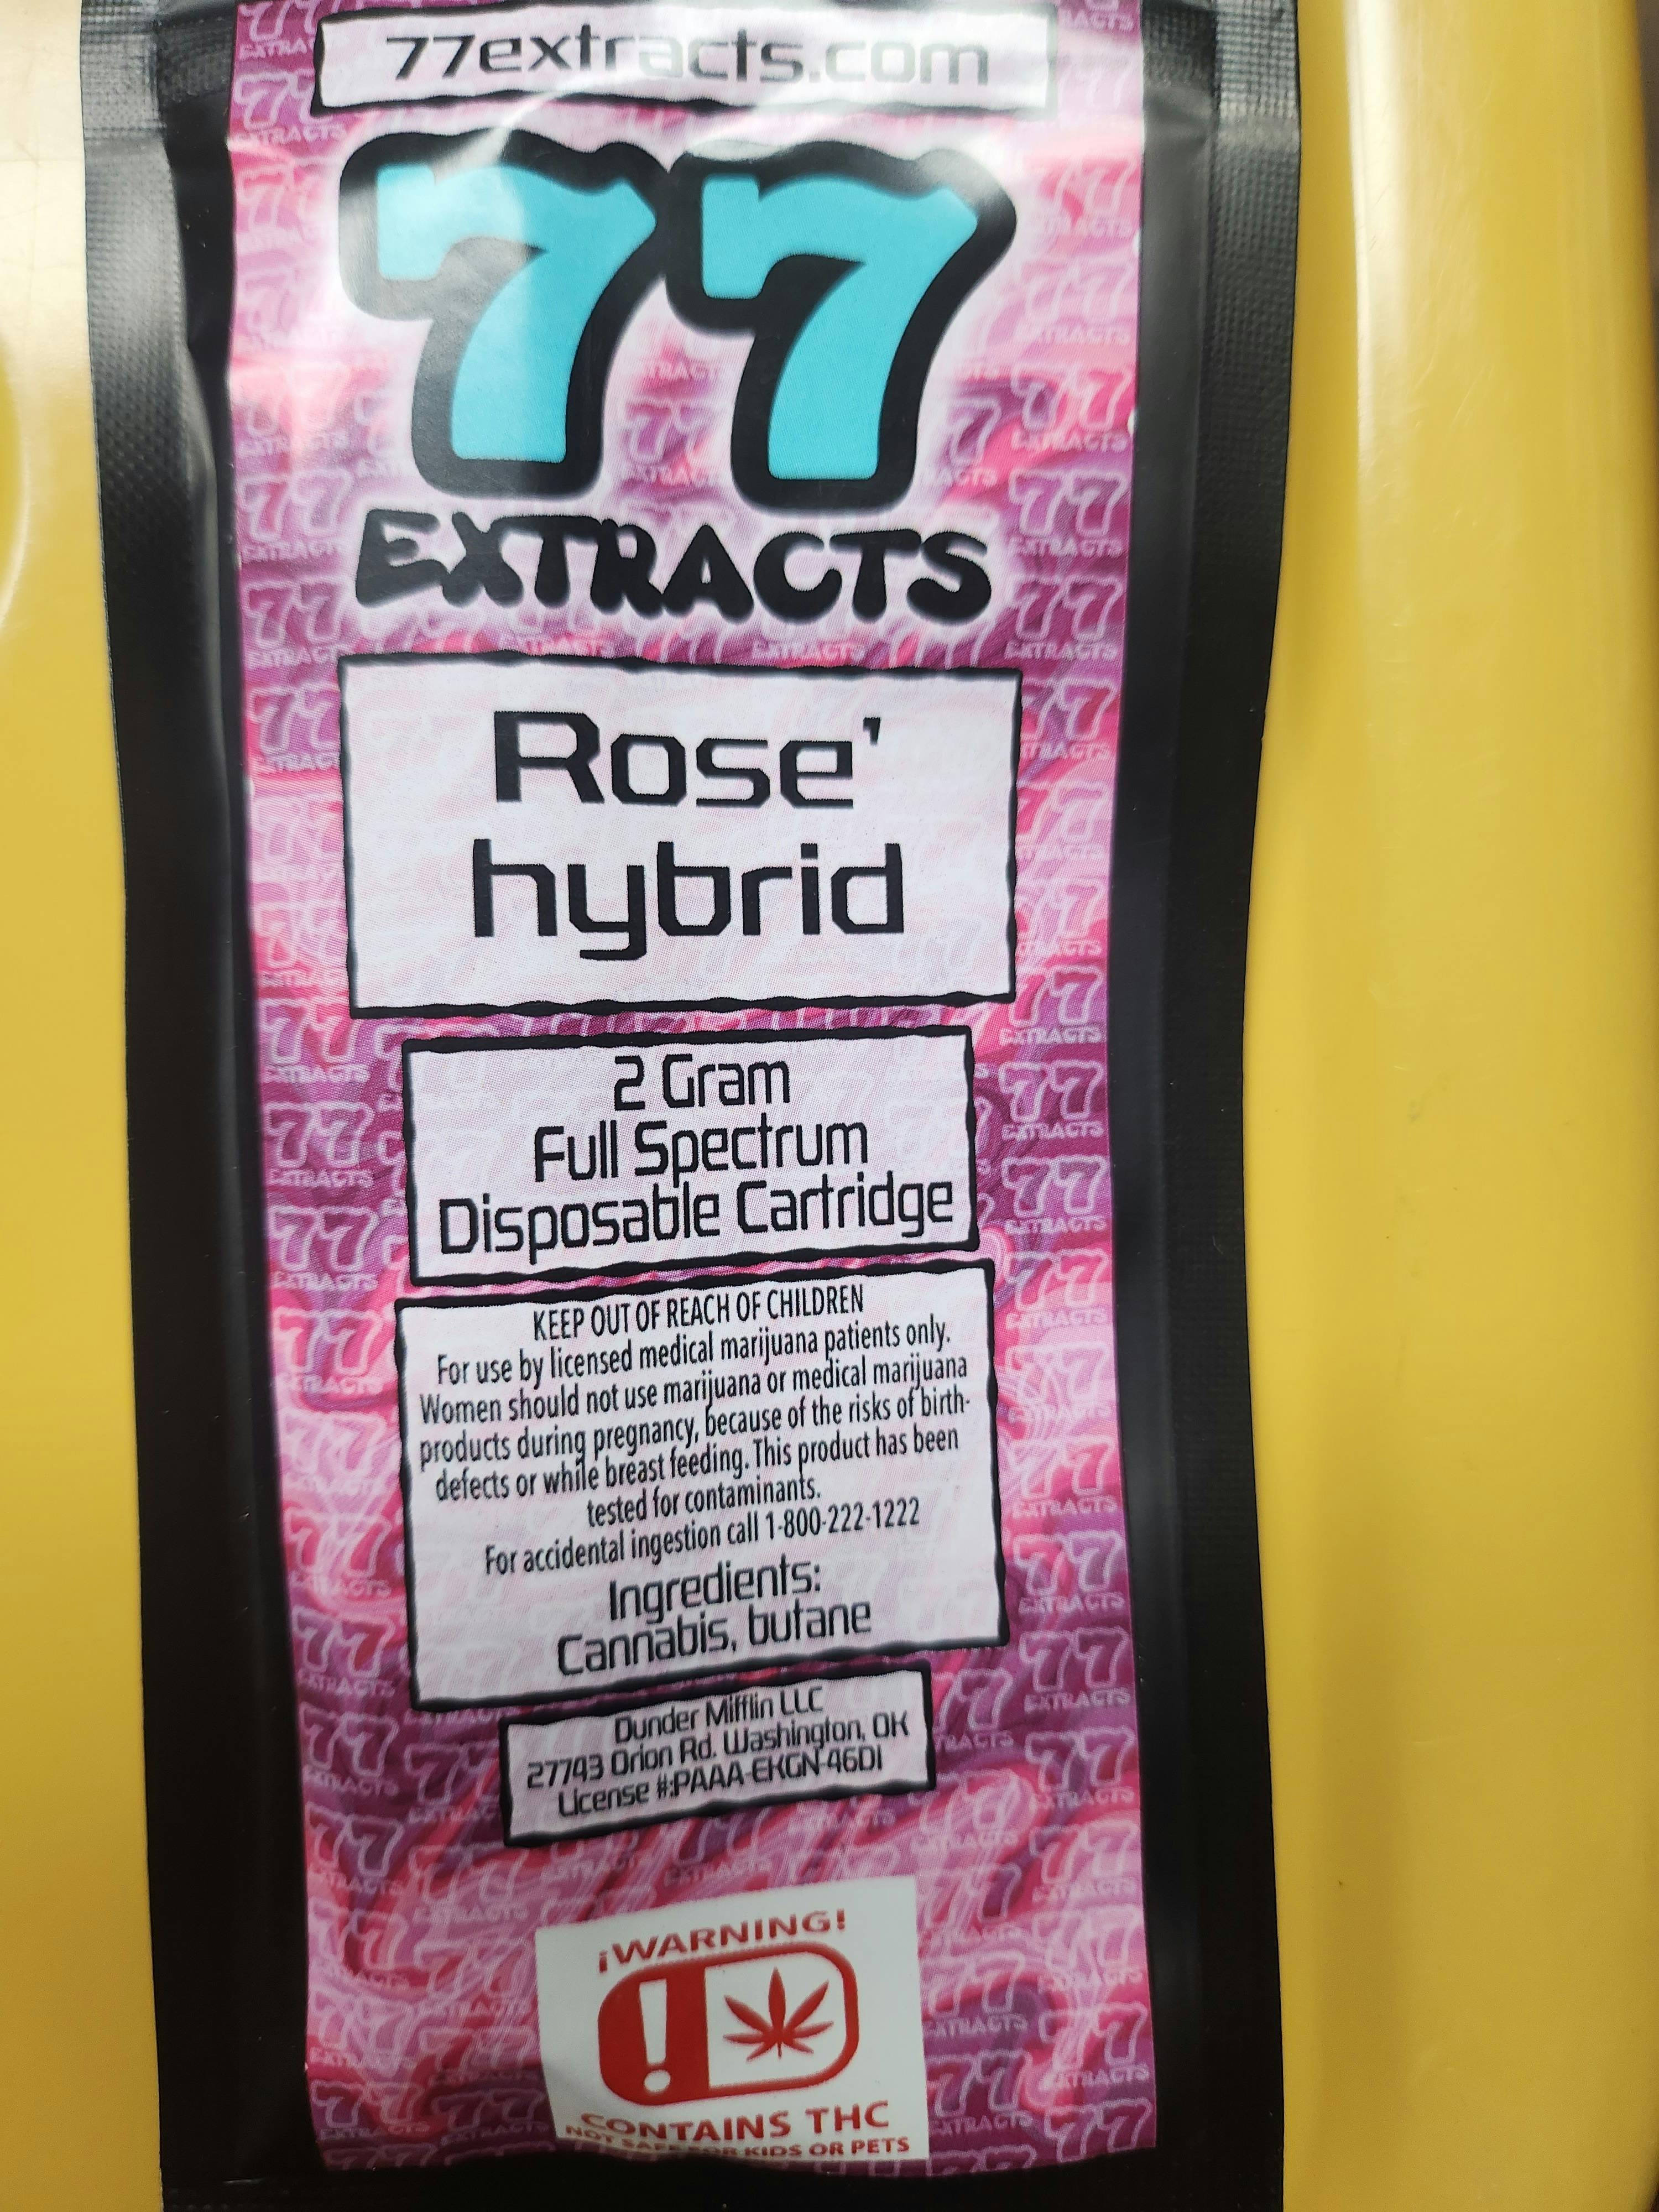 77extracts.com
77
EXTRACTS
Rose'
hybrid
2 Gram
Full Spectrum
Disposable Cartridge
KEEP OUT OF REACH OF CHILDREN
For use by licensed medical marijuana patients only.
Women should not use marijuana or medical marijuana
products during pregnancy, because of the risks of birth-
defects or while breast feeding. This product has been
tested for contaminants.
For accidental ingestion call 1-800-222-1222
Ingredients:
Cannabis, butane
Dunder Mifflin LLC
27743 Orion Rd. Washington, OK
License #:PAAA-EKGN-46DI
¡WARNING!
!
CONTAINS THC
NOT SAFE FOR KIDS OR PETS